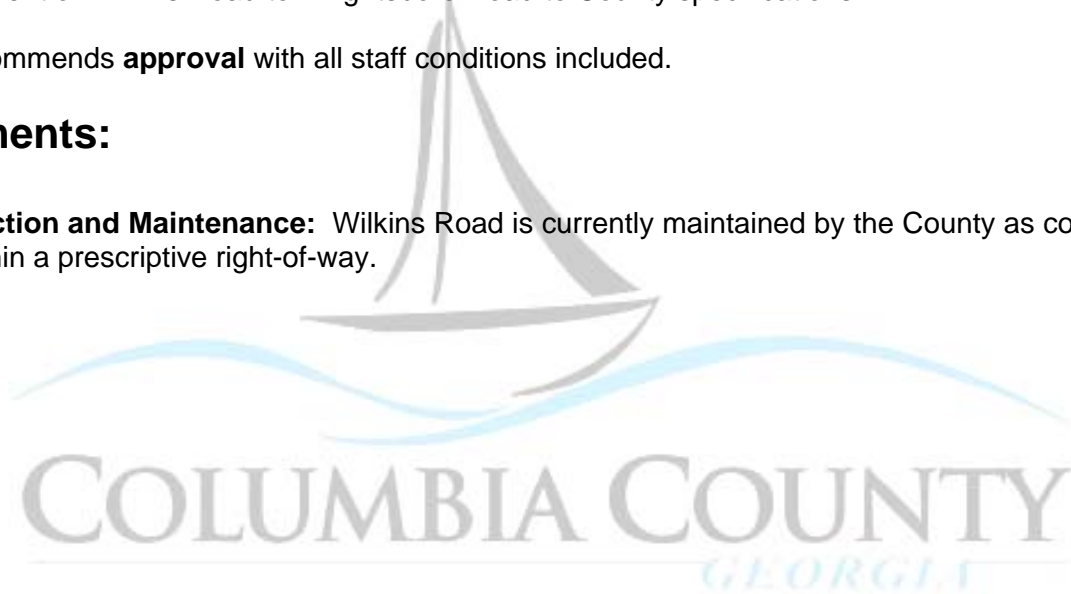 ommends approval with all staff conditions included.
nents:
ction and Maintenance: Wilkins Road is currently maintained by the County as co
in a prescriptive right-of-way.
COLUMBIA COUNTY
GEORGIA